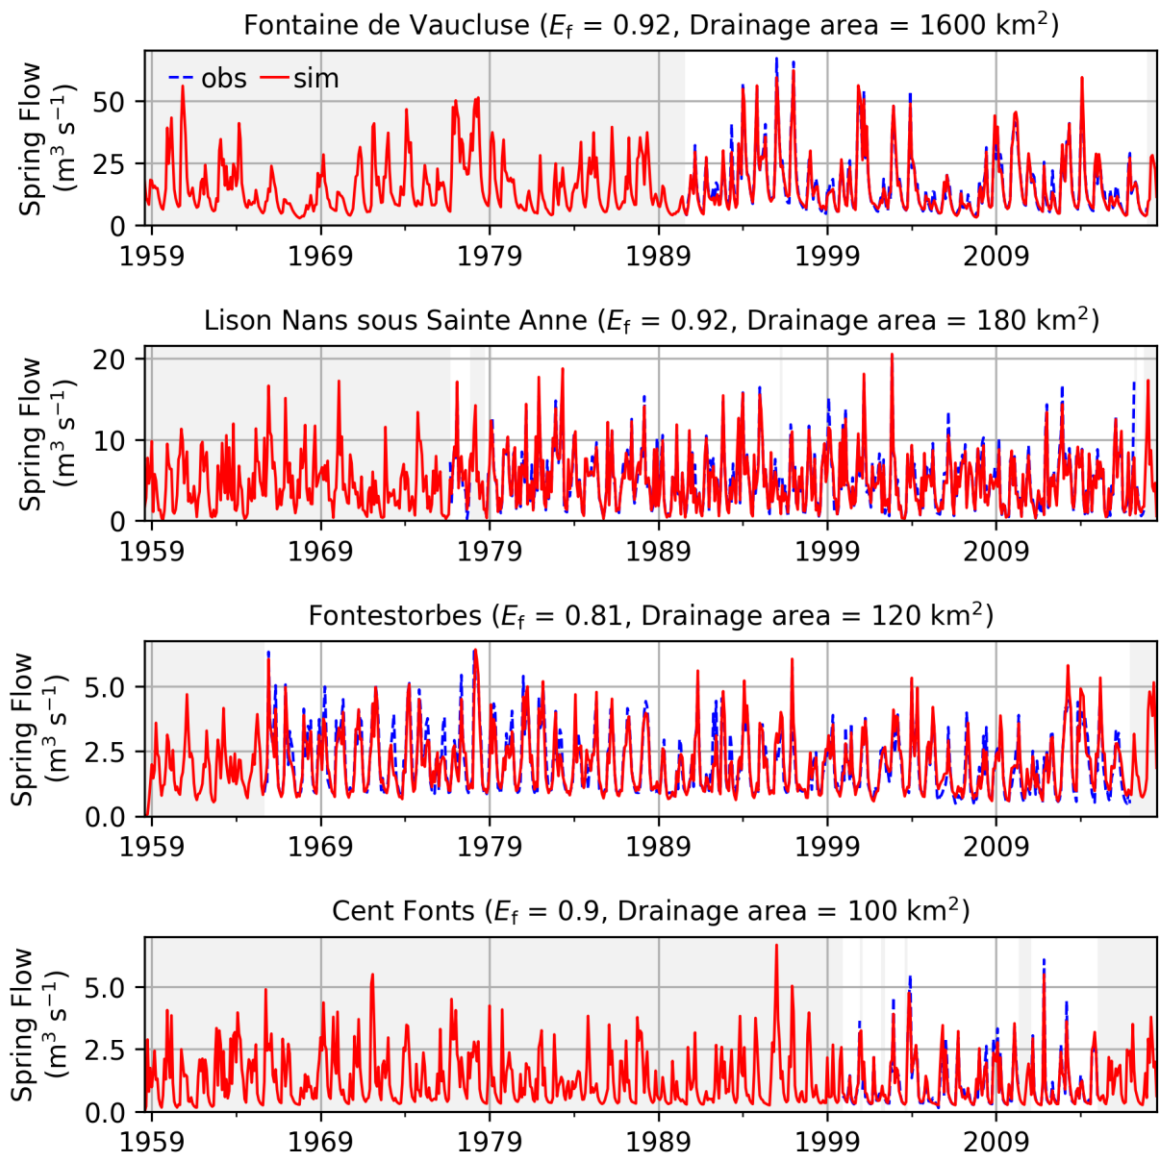 Fontaine de Vaucluse (E_f = 0.92, Drainage area = 1600 km²)
obs
sim
Spring Flow
(m³ s⁻¹)
50
25
0
1959 1969 1979 1989 1999 2009
Lison Nans sous Sainte Anne (E_f = 0.92, Drainage area = 180 km²)
Spring Flow
(m³ s⁻¹)
20
10
0
1959 1969 1979 1989 1999 2009
Fontestorbes (E_f = 0.81, Drainage area = 120 km²)
Spring Flow
(m³ s⁻¹)
5.0
2.5
0.0
1959 1969 1979 1989 1999 2009
Cent Fonts (E_f = 0.9, Drainage area = 100 km²)
Spring Flow
(m³ s⁻¹)
5.0
2.5
0.0
1959 1969 1979 1989 1999 2009